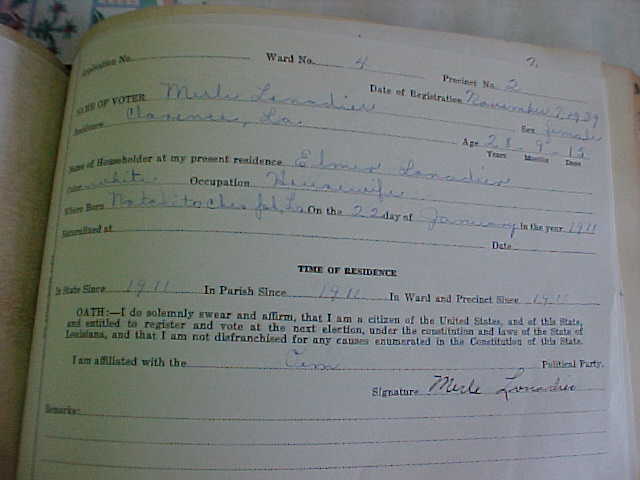 7.
Application No. Ward No. 4 Precinct No. 2
Date of Registration November 7, 1939
NAME OF VOTER Merle Lonadier Sex female
Residence Clarence, La. Age 28 - 9 - 15
Years Months Days
Name of Householder at my present residence Elmer Lonadier
Color white Occupation Housewife
Where Born Natchitoches Par, La On the 22 day of January in the year 1911
Naturalized at Date
TIME OF RESIDENCE
In State Since 1911 In Parish Since 1911 In Ward and Precinct Since 1911
OATH:—I do solemnly swear and affirm, that I am a citizen of the United States, and of this State,
and entitled to register and vote at the next election, under the constitution and laws of the State of
Louisiana, and that I am not disfranchised for any causes enumerated in the Constitution of this State.
I am affiliated with the Dem Political Party.
Signature Merle Lonadier
Remarks: